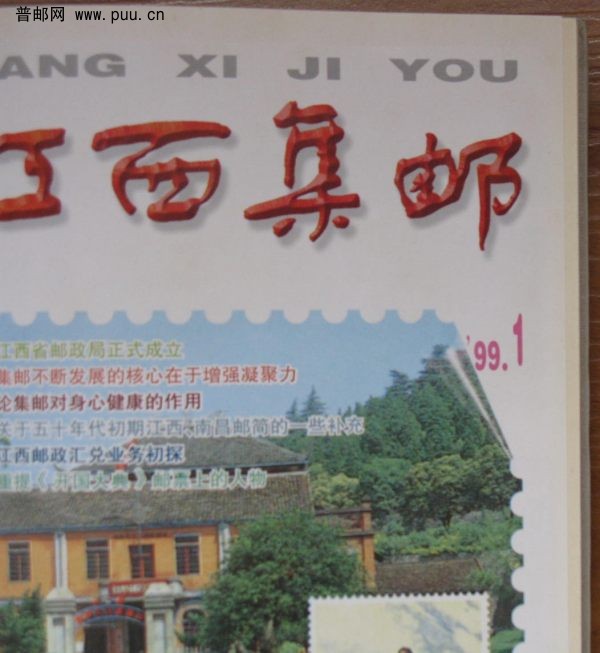 普邮网 www.puu.cn
ANG XI JI YOU
江西集邮
'99.1
江西省邮政局正式成立
集邮不断发展的核心在于增强凝聚力
论集邮对身心健康的作用
关于五十年代初期江西、南昌邮简的一些补充
江西邮政汇兑业务初探
重提《开国大典》邮票上的人物